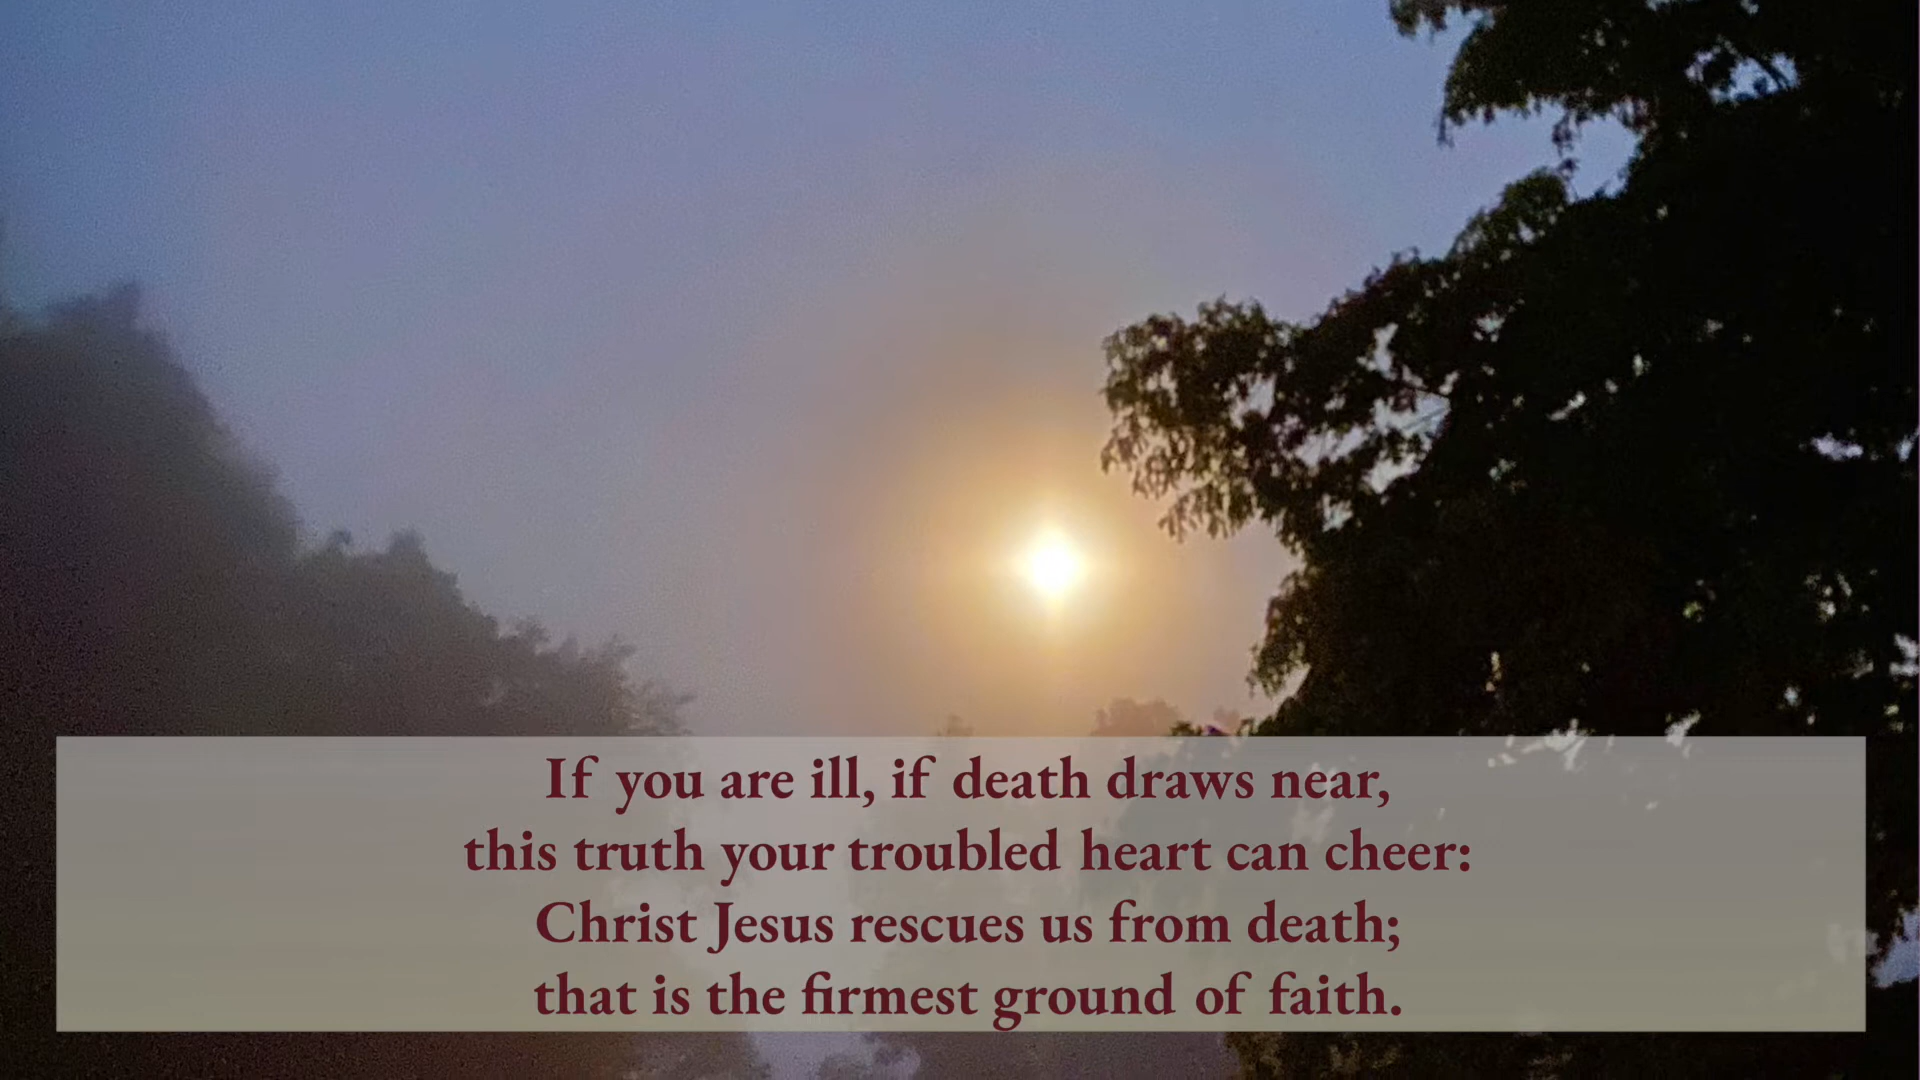 If you are ill, if death draws near,
this truth your troubled heart can cheer:
Christ Jesus rescues us from death;
that is the firmest ground of faith.